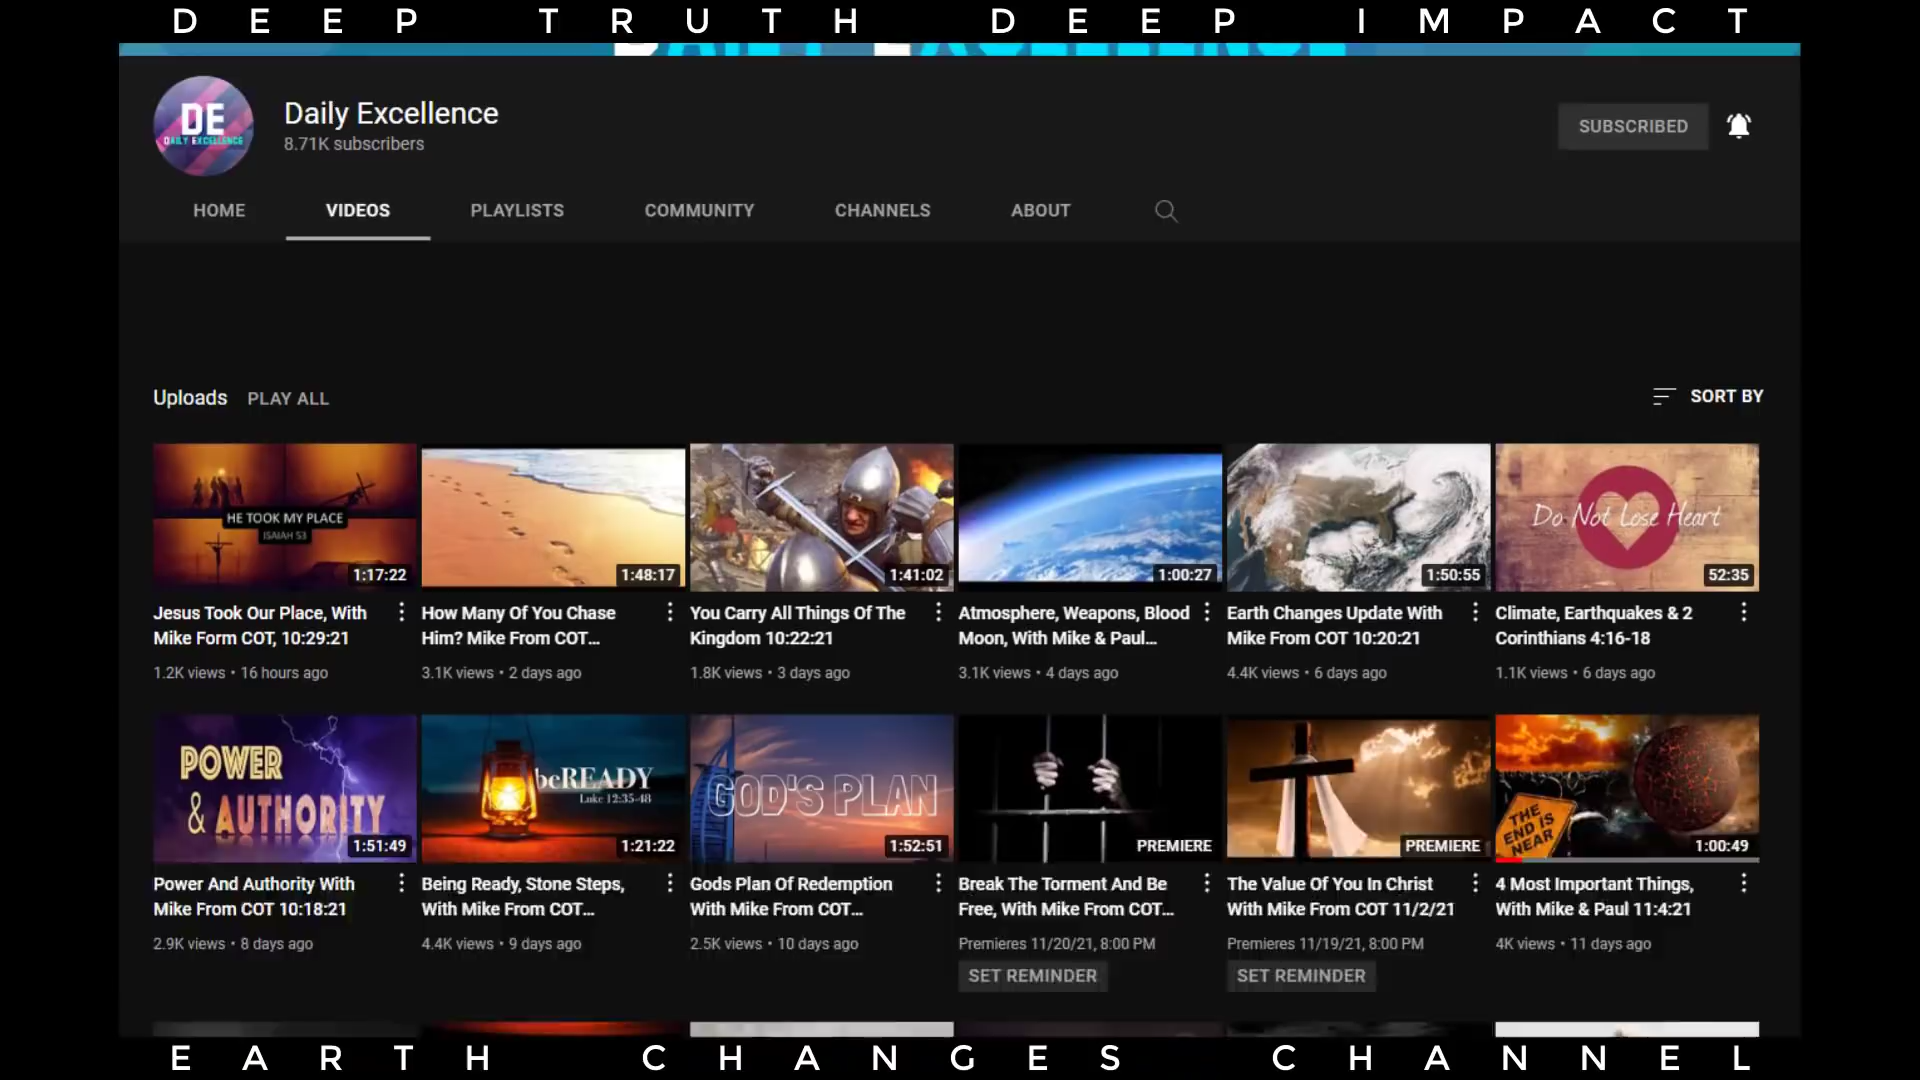 DEEP TRUTH DEEP IMPACT
DE
DAILY EXCELLENCE
Daily Excellence
8.71K subscribers
SUBSCRIBED
HOME
VIDEOS
PLAYLISTS
COMMUNITY
CHANNELS
ABOUT
Uploads
PLAY ALL
SORT BY
HE TOOK MY PLACE
ISAIAH 53
1:17:22
1:48:17
1:41:02
1:00:27
1:50:55
Do Not Lose Heart
52:35
Jesus Took Our Place, With
Mike Form COT, 10:29:21
1.2K views • 16 hours ago
How Many Of You Chase
Him? Mike From COT...
3.1K views • 2 days ago
You Carry All Things Of The
Kingdom 10:22:21
1.8K views • 3 days ago
Atmosphere, Weapons, Blood
Moon, With Mike & Paul...
3.1K views • 4 days ago
Earth Changes Update With
Mike From COT 10:20:21
4.4K views • 6 days ago
Climate, Earthquakes & 2
Corinthians 4:16-18
1.1K views • 6 days ago
POWER
& AUTHORITY
1:51:49
beREADY
Luke 12:35-48
1:21:22
GOD'S PLAN
1:52:51
PREMIERE
PREMIERE
THE
END IS
NEAR
1:00:49
Power And Authority With
Mike From COT 10:18:21
2.9K views • 8 days ago
Being Ready, Stone Steps,
With Mike From COT...
4.4K views • 9 days ago
Gods Plan Of Redemption
With Mike From COT...
2.5K views • 10 days ago
Break The Torment And Be
Free, With Mike From COT...
Premieres 11/20/21, 8:00 PM
SET REMINDER
The Value Of You In Christ
With Mike From COT 11/2/21
Premieres 11/19/21, 8:00 PM
SET REMINDER
4 Most Important Things,
With Mike & Paul 11:4:21
4K views • 11 days ago
EARTH CHANGES CHANNEL